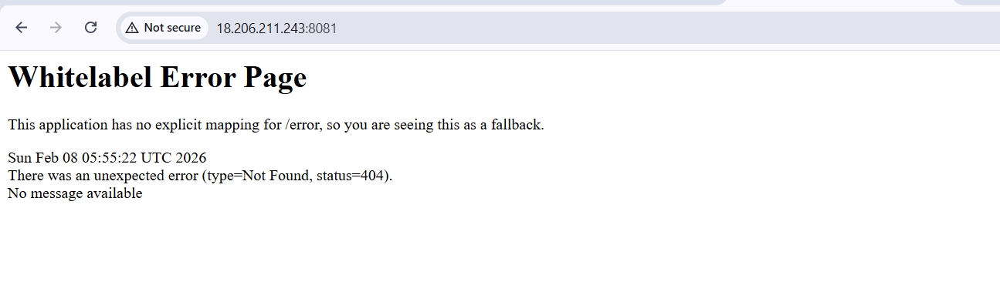 Not secure 18.206.211.243:8081
Whitelabel Error Page
This application has no explicit mapping for /error, so you are seeing this as a fallback.
Sun Feb 08 05:55:22 UTC 2026
There was an unexpected error (type=Not Found, status=404).
No message available